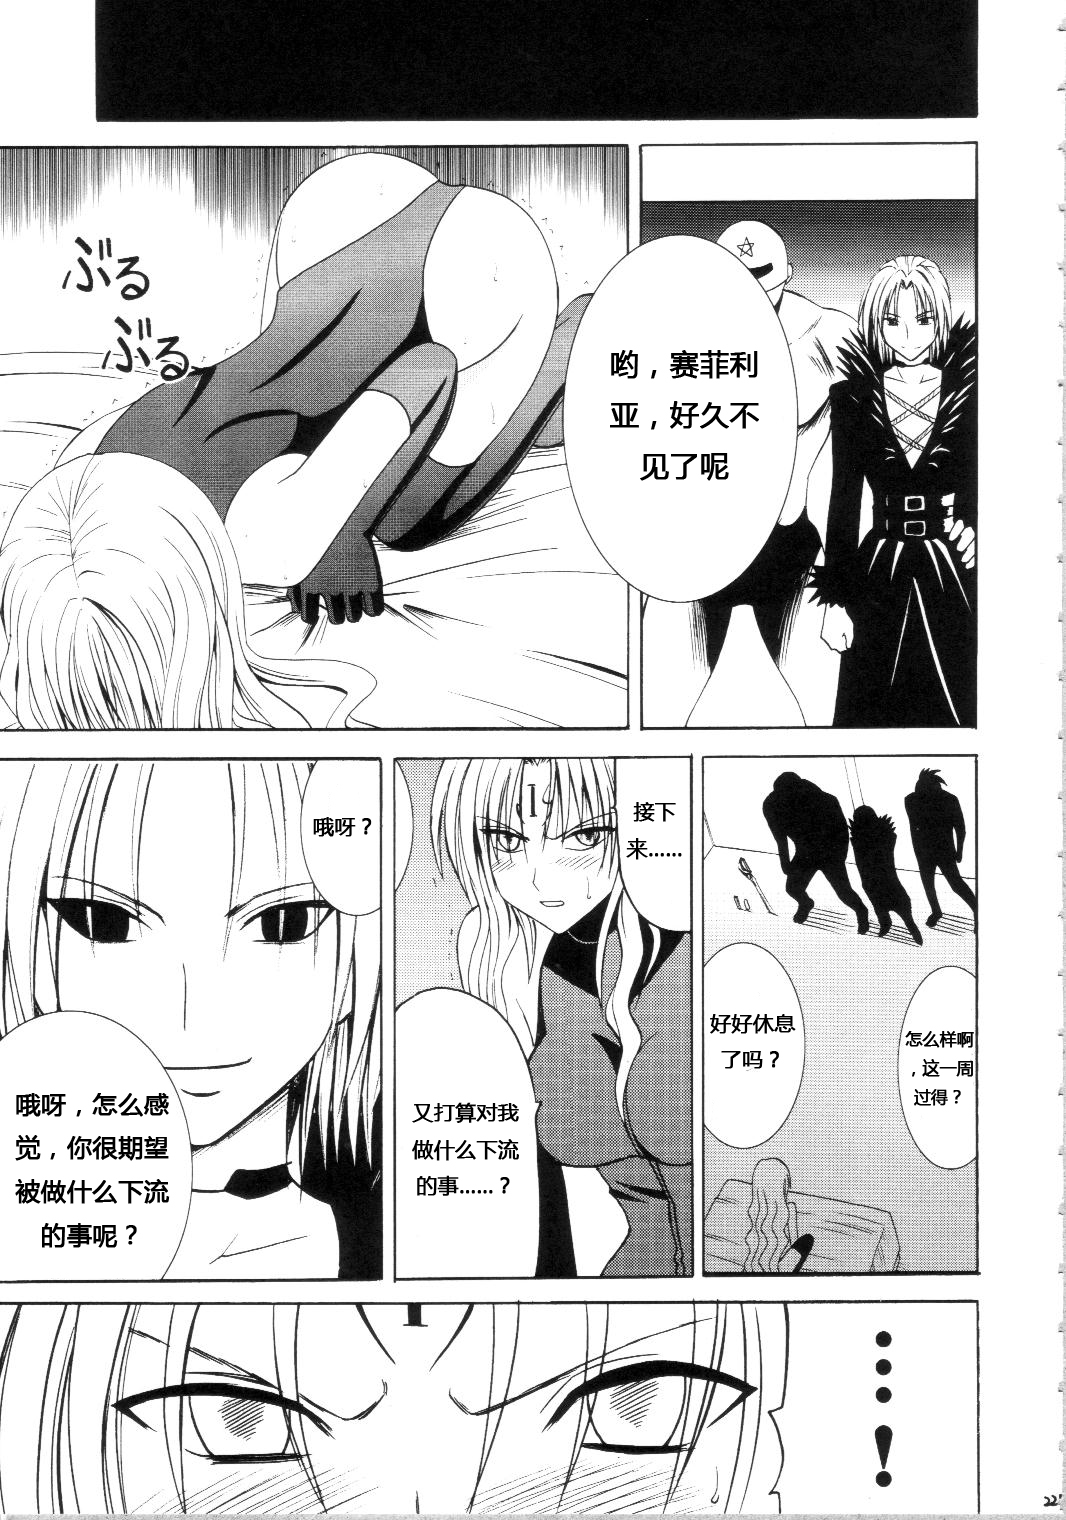 哟，赛菲利
亚，好久不
见了呢
ぶる
ぶる
怎么样啊
，这一周
过得？
好好休息
了吗？
接下
来……
又打算对我
做什么下流
的事……？
哦呀？
哦呀，怎么感
觉，你很期望
被做什么下流
的事呢？
I
…！
22